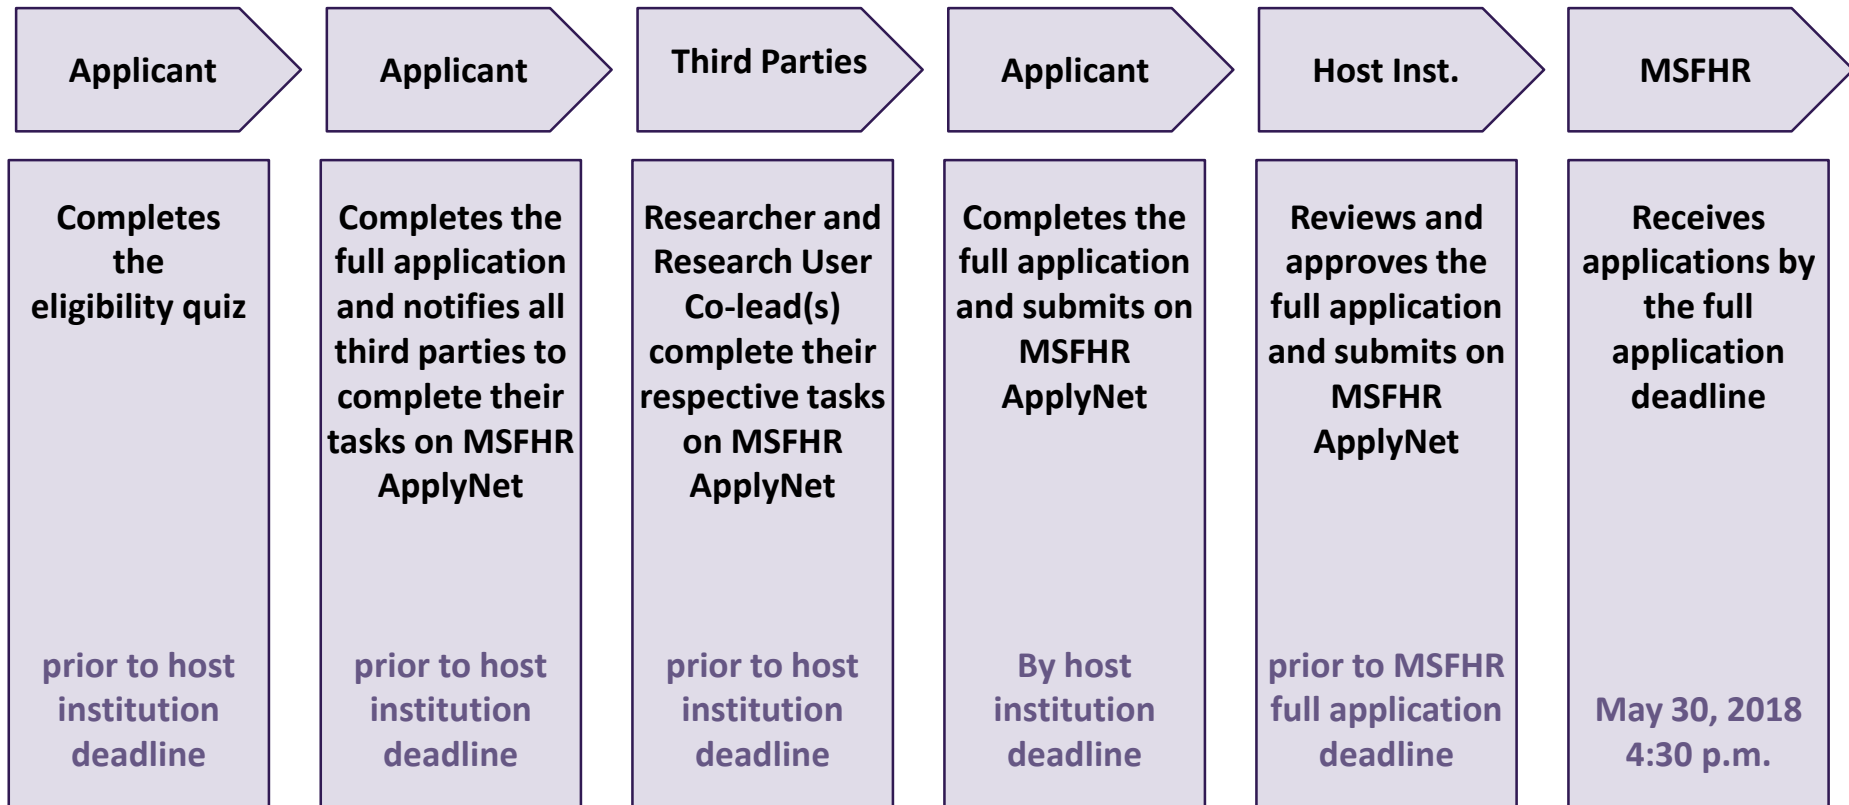 Applicant
Applicant
Third Parties
Applicant
Host Inst.
MSFHR
Completes
the
eligibility quiz
prior to host
institution
deadline
Completes the
full application
and notifies all
third parties to
complete their
tasks on MSFHR
ApplyNet
prior to host
institution
deadline
Researcher and
Research User
Co-lead(s)
complete their
respective tasks
on MSFHR
ApplyNet
prior to host
institution
deadline
Completes the
full application
and submits on
MSFHR
ApplyNet
By host
institution
deadline
Reviews and
approves the
full application
and submits on
MSFHR
ApplyNet
prior to MSFHR
full application
deadline
Receives
applications by
the full
application
deadline
May 30, 2018
4:30 p.m.